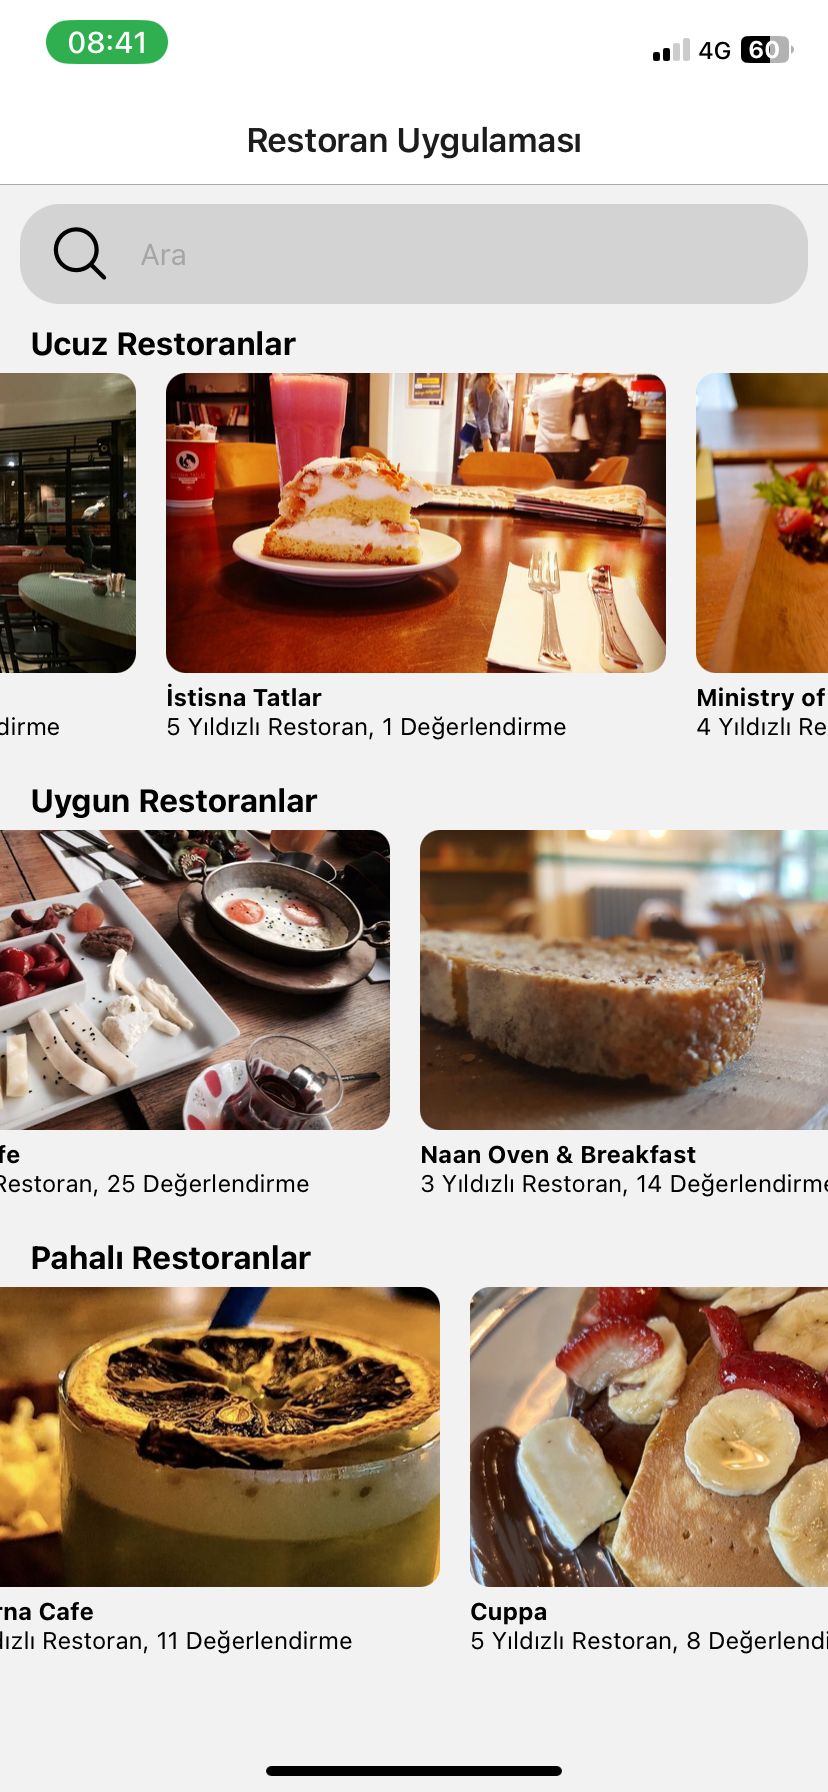 08:41
4G 60
Restoran Uygulaması
Ara
Ucuz Restoranlar
İstisna Tatlar
5 Yıldızlı Restoran, 1 Değerlendirme
dirme
Ministry of
4 Yıldızlı Re
Uygun Restoranlar
fe
Restoran, 25 Değerlendirme
Naan Oven & Breakfast
3 Yıldızlı Restoran, 14 Değerlendirme
Pahalı Restoranlar
rna Cafe
dızlı Restoran, 11 Değerlendirme
Cuppa
5 Yıldızlı Restoran, 8 Değerlendi